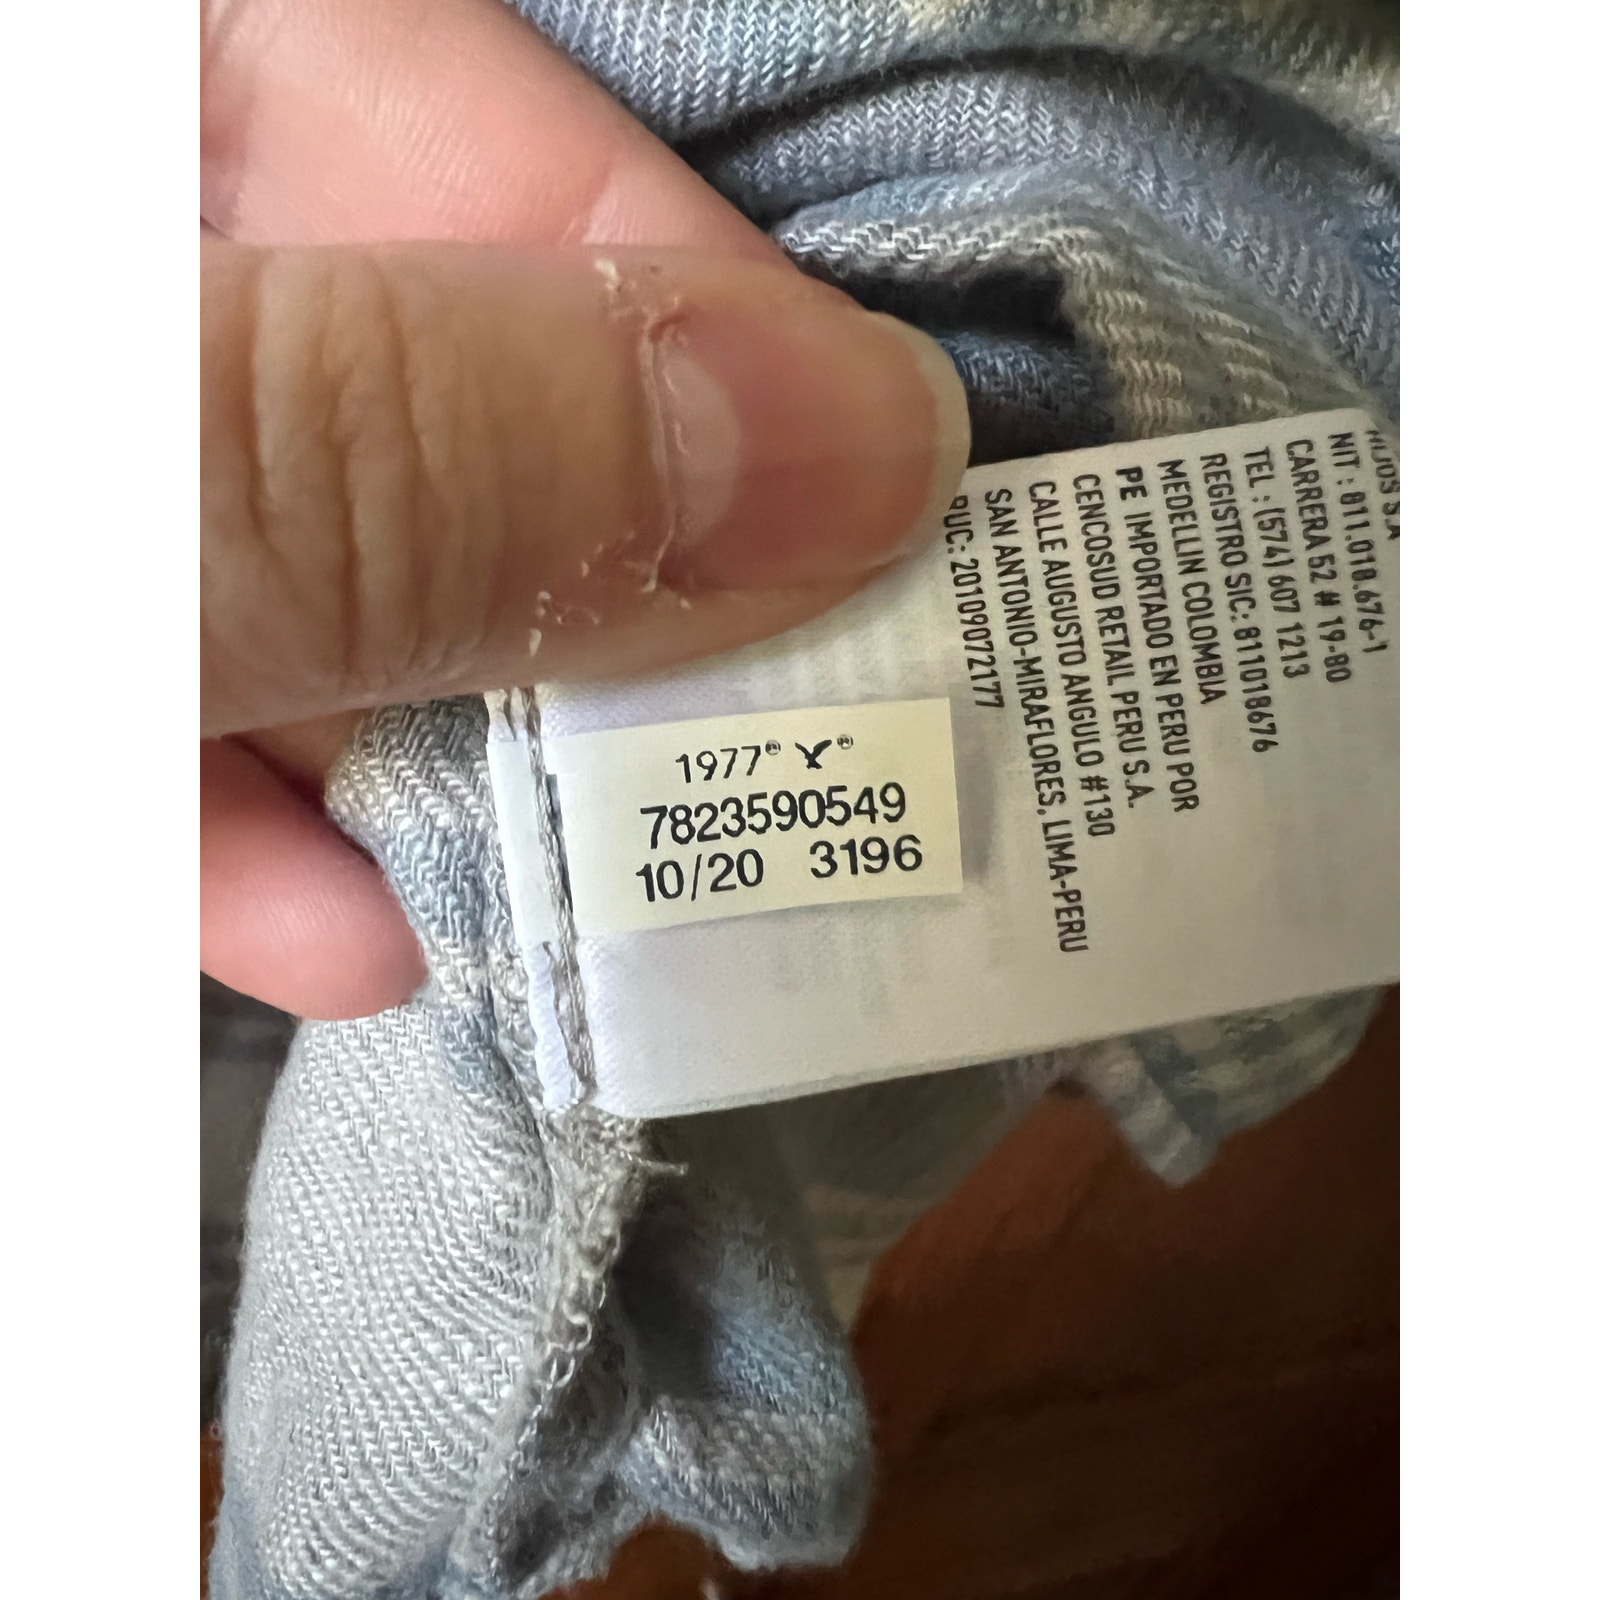 1977® ®
7823590549
10/20 3196
HIJOS S.A
NIT : 811.018.676-1
CARRERA 52 # 19-80
TEL : (574) 607 1213
REGISTRO SIC: 811018676
MEDELLIN COLOMBIA
PE IMPORTADO EN PERU POR
CENCOSUD RETAIL PERU S.A.
CALLE AUGUSTO ANGULO #130
SAN ANTONIO-MIRAFLORES, LIMA-PERU
RUC: 20109072177